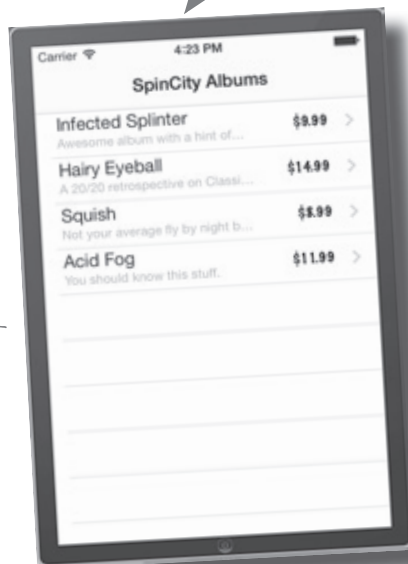 Carrier 4:23 PM
SpinCity Albums
Infected Splinter $9.99
Awesome album with a hint of...
Hairy Eyeball $14.99
A 20/20 retrospective on Classi...
Squish $8.99
Not your average fly by night b...
Acid Fog $11.99
You should know this stuff.